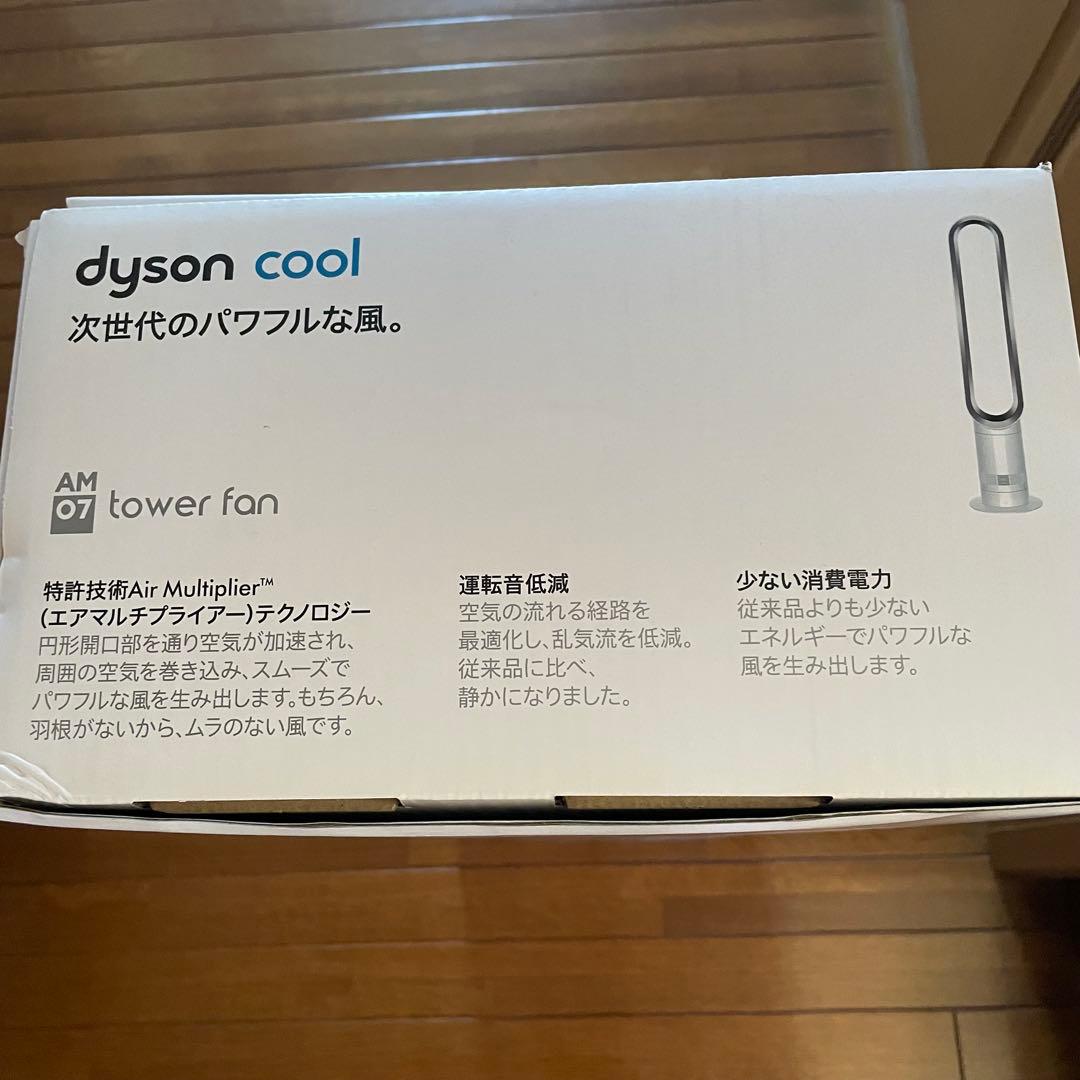 dyson cool
次世代のパワフルな風。
AM
07 tower fan
特許技術Air Multiplier™
(エアマルチプライアー)テクノロジー
円形開口部を通り空気が加速され、
周囲の空気を巻き込み、スムーズで
パワフルな風を生み出します。もちろん、
羽根がないから、ムラのない風です。
運転音低減
空気の流れる経路を
最適化し、乱気流を低減。
従来品に比べ、
静かになりました。
少ない消費電力
従来品よりも少ない
エネルギーでパワフルな
風を生み出します。